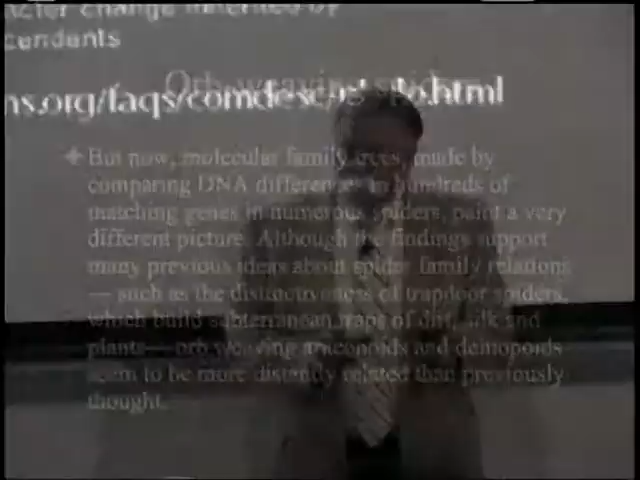 acter change inherited by
cendents
Orb-weaving spiders
ns.org/faqs/comdesc/ .html
But now, molecular family trees, made by
comparing DNA differences in hundreds of
matching genes in numerous spiders, paint a very
different picture. Although the findings support
many previous ideas about spider family relations
— such as the distinctiveness of trapdoor spiders,
which build subterranean traps of dirt, silk and
plants— orb weaving araneoids and deinopoids
seem to be more distantly related than previously
thought.